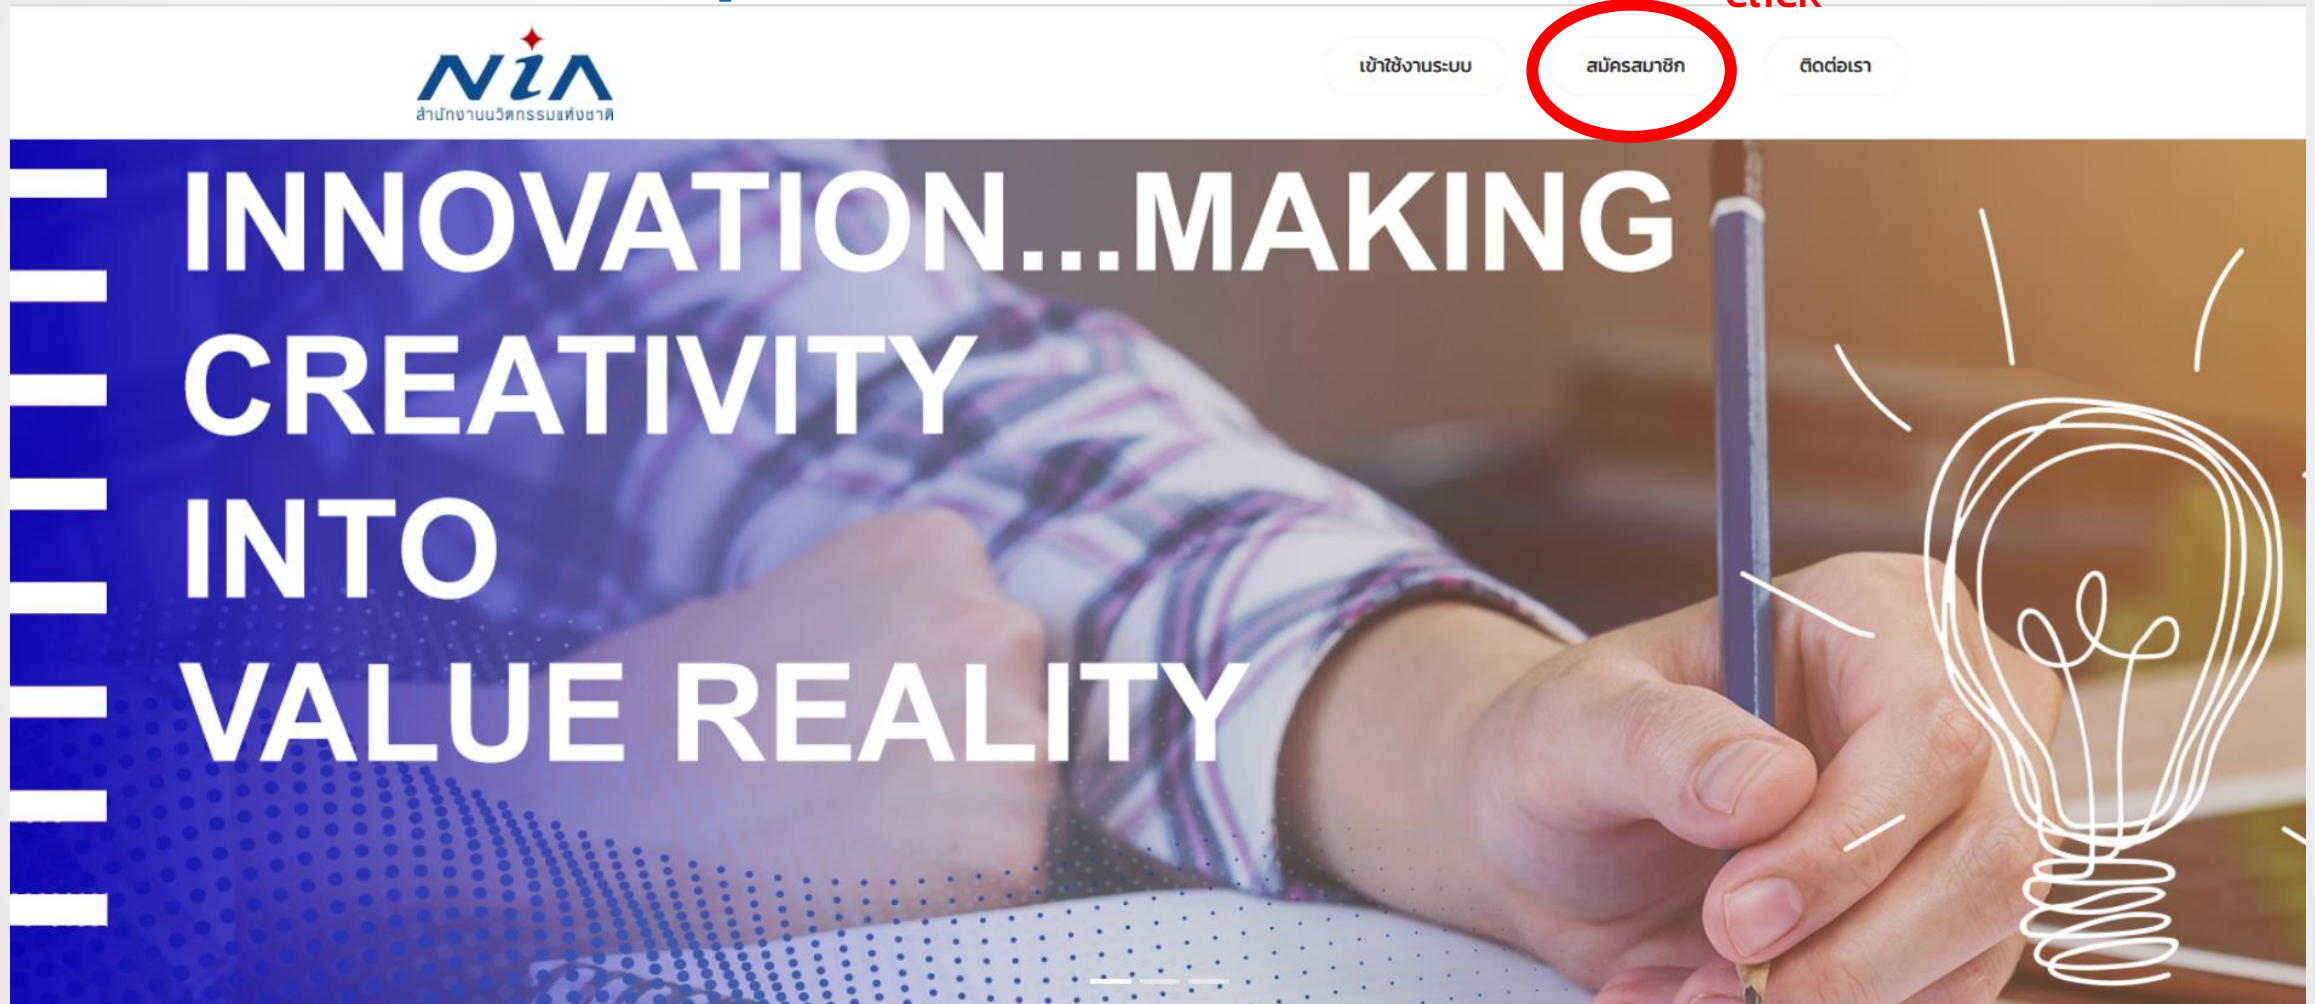 click
NiA
สำนักงานนวัตกรรมแห่งชาติ
เข้าใช้งานระบบ
สมัครสมาชิก
ติดต่อเรา
INNOVATION...MAKING
CREATIVITY
INTO
VALUE REALITY